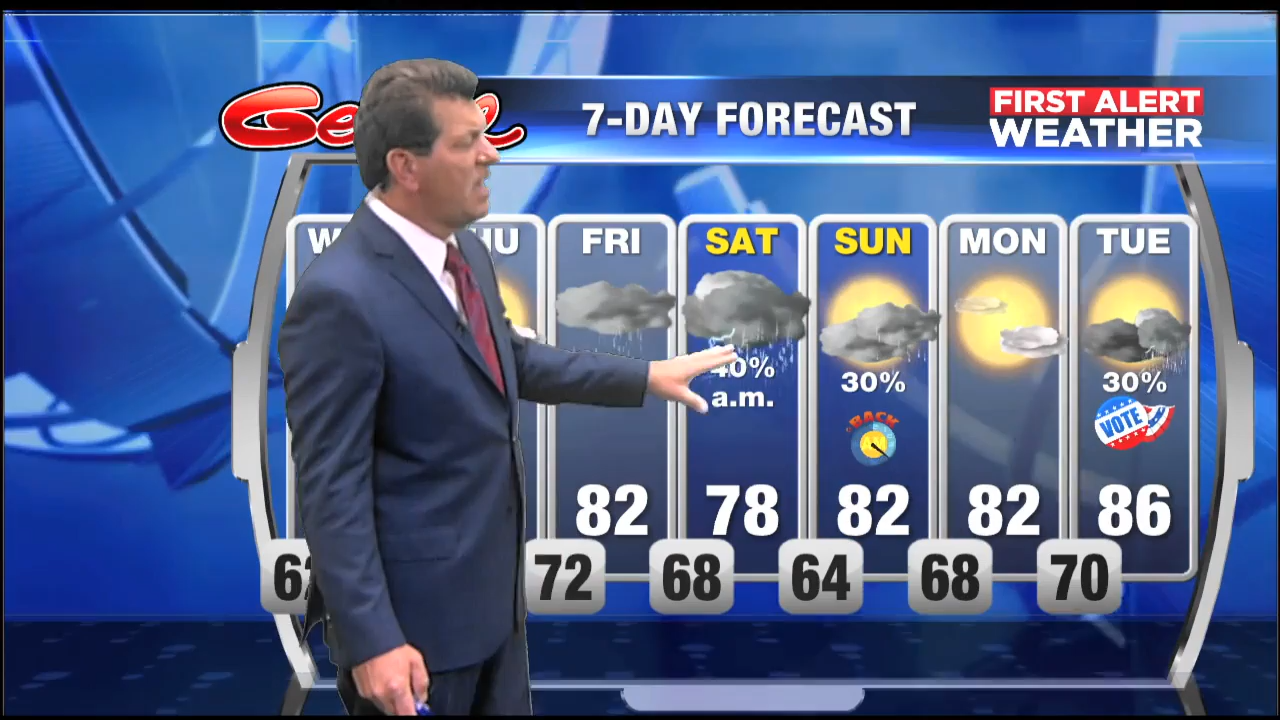 7-DAY FORECAST
FIRST ALERT
WEATHER
FRI
SAT
SUN
MON
TUE
a.m.
30%
30%
BACK
VOTE
82
78
82
82
86
72
68
64
68
70